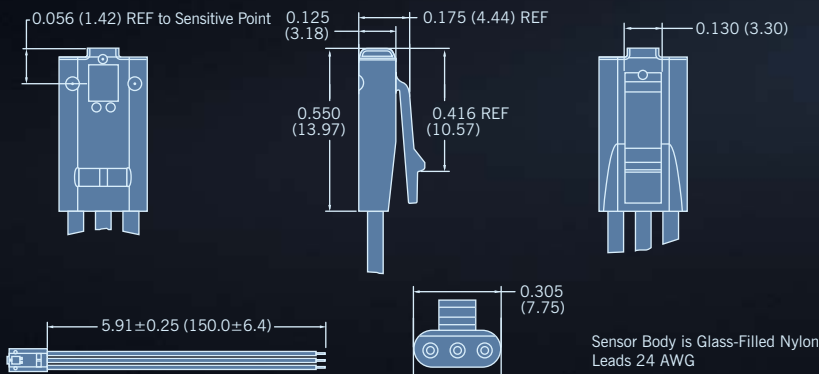 0.056 (1.42) REF to Sensitive Point
0.125
(3.18)
0.175 (4.44) REF
0.130 (3.30)
0.550
(13.97)
0.416 REF
(10.57)
5.91±0.25 (150.0±6.4)
0.305
(7.75)
Sensor Body is Glass-Filled Nylon
Leads 24 AWG